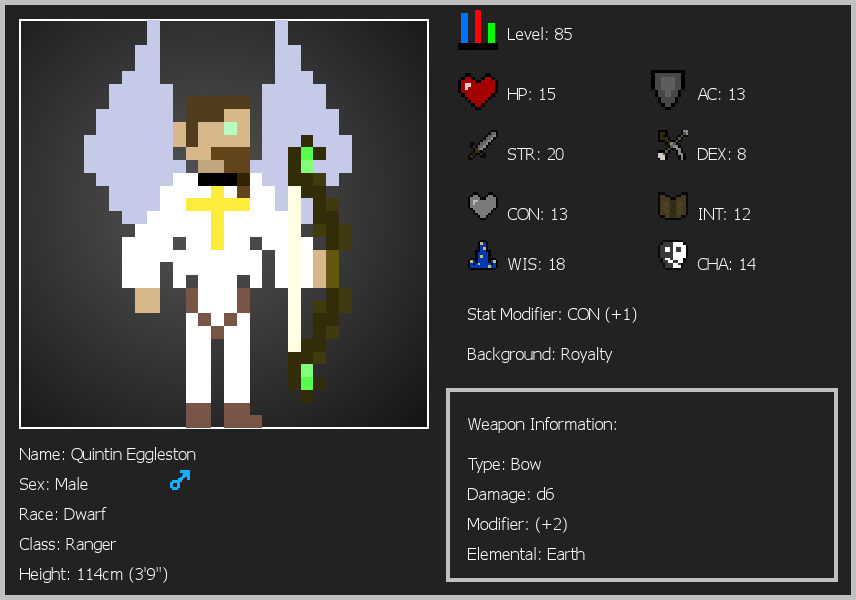 Level: 85
HP: 15
AC: 13
STR: 20
DEX: 8
CON: 13
INT: 12
WIS: 18
CHA: 14
Stat Modifier: CON (+1)
Background: Royalty
Weapon Information:
Type: Bow
Damage: d6
Modifier: (+2)
Elemental: Earth
Name: Quintin Eggleston
Sex: Male
Race: Dwarf
Class: Ranger
Height: 114cm (3'9")